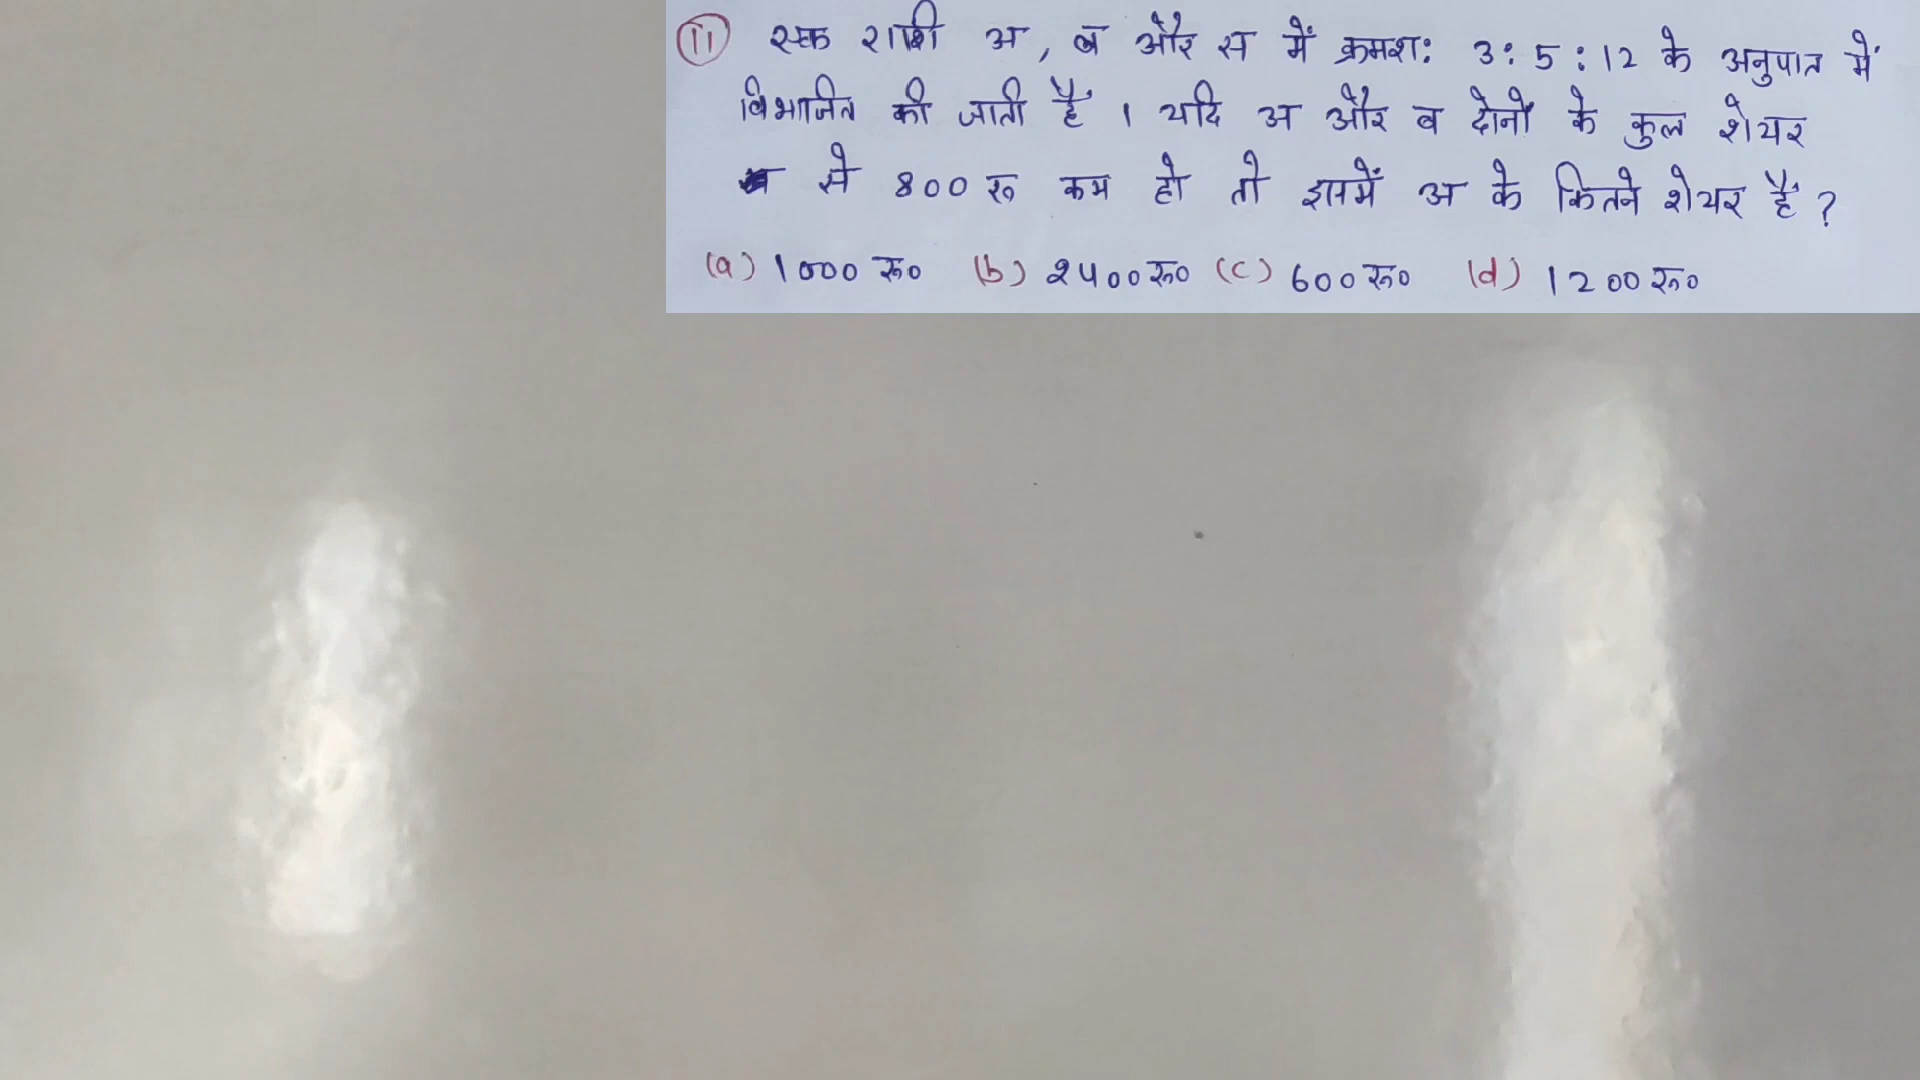 11 एक राशी अ, ब और स में क्रमश: 3:5:12 के अनुपात में
विभाजित की जाती है । यदि अ और ब दोनों के कुल शेयर
से 800 रू कम हो तो इसमें अ के कितने शेयर है ?
(a) 1000 रू० (b) 2400 रू० (c) 600 रू० (d) 1200 रू०